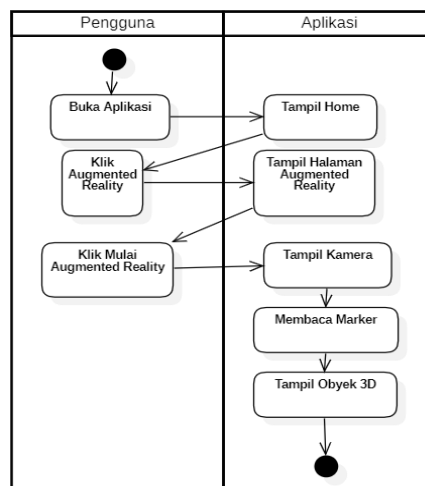 Pengguna
Aplikasi
Buka Aplikasi
Tampil Home
Klik
Augmented
Reality
Tampil Halaman
Augmented
Reality
Klik Mulai
Augmented Reality
Tampil Kamera
Membaca Marker
Tampil Obyek 3D